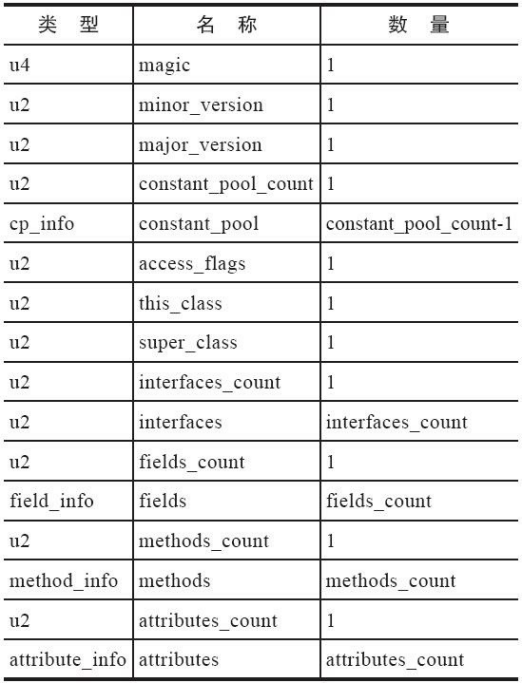 类 型 名 称 数 量
u4 magic 1
u2 minor_version 1
u2 major_version 1
u2 constant_pool_count 1
cp_info constant_pool constant_pool_count-1
u2 access_flags 1
u2 this_class 1
u2 super_class 1
u2 interfaces_count 1
u2 interfaces interfaces_count
u2 fields_count 1
field_info fields fields_count
u2 methods_count 1
method_info methods methods_count
u2 attributes_count 1
attribute_info attributes attributes_count